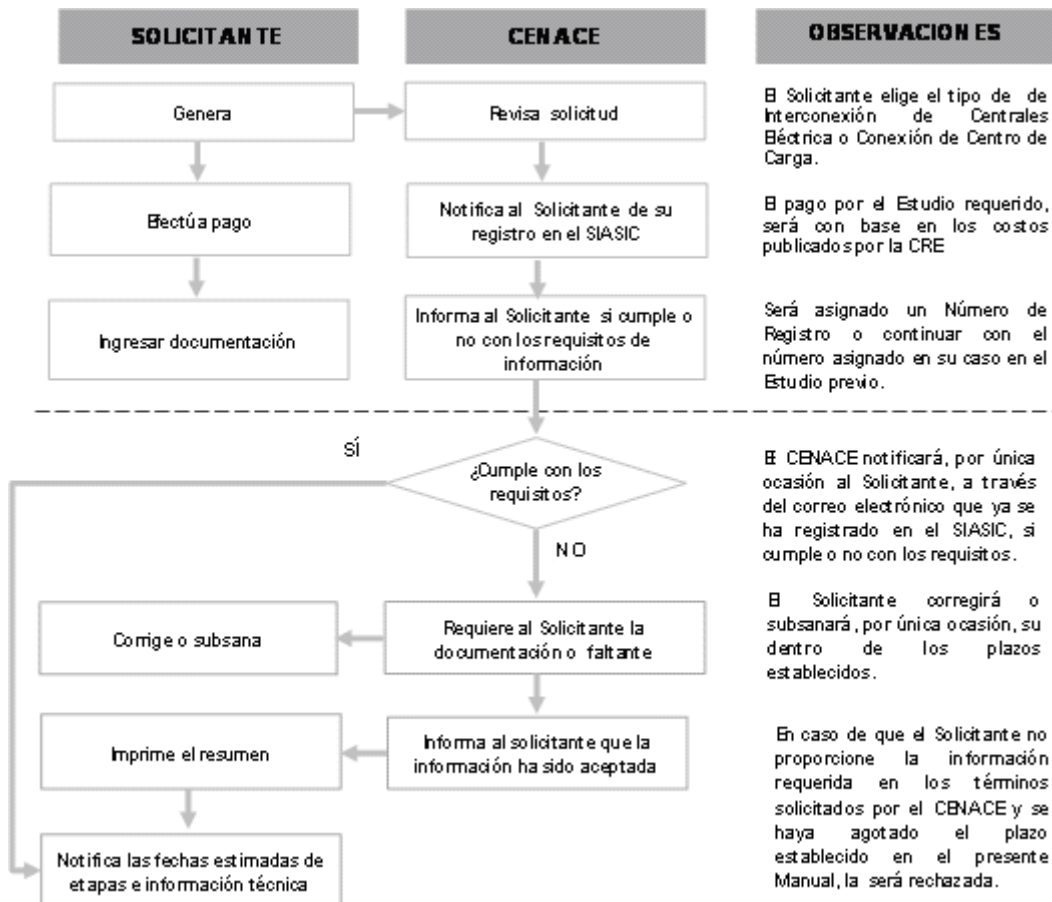 SOLICITANTE
CENACE
OBSERVACIONES
Genera
Revisa solicitud
El Solicitante elige el tipo de de
Interconexión de Centrales
Eléctrica o Conexión de Centro de
Carga.
Efectúa pago
Notifica al Solicitante de su
registro en el SIASIC
El pago por el Estudio requerido,
será con base en los costos
publicados por la CRE
Ingresar documentación
Informa al Solicitante si cumple o
no con los requisitos de
información
Será asignado un Número de
Registro o continuar con el
número asignado en su caso en el
Estudio previo.
SÍ
¿Cumple con los
requisitos?
NO
El CENACE notificará, por única
ocasión al Solicitante, a través
del correo electrónico que ya se
ha registrado en el SIASIC, si
cumple o no con los requisitos.
Corrige o subsana
Requiere al Solicitante la
documentación o faltante
El Solicitante corregirá o
subsanará, por única ocasión, su
dentro de los plazos
establecidos.
Imprime el resumen
Informa al solicitante que la
información ha sido aceptada
En caso de que el Solicitante no
proporcione la información
requerida en los términos
solicitados por el CENACE y se
haya agotado el plazo
establecido en el presente
Manual, la será rechazada.
Notifica las fechas estimadas de
etapas e información técnica